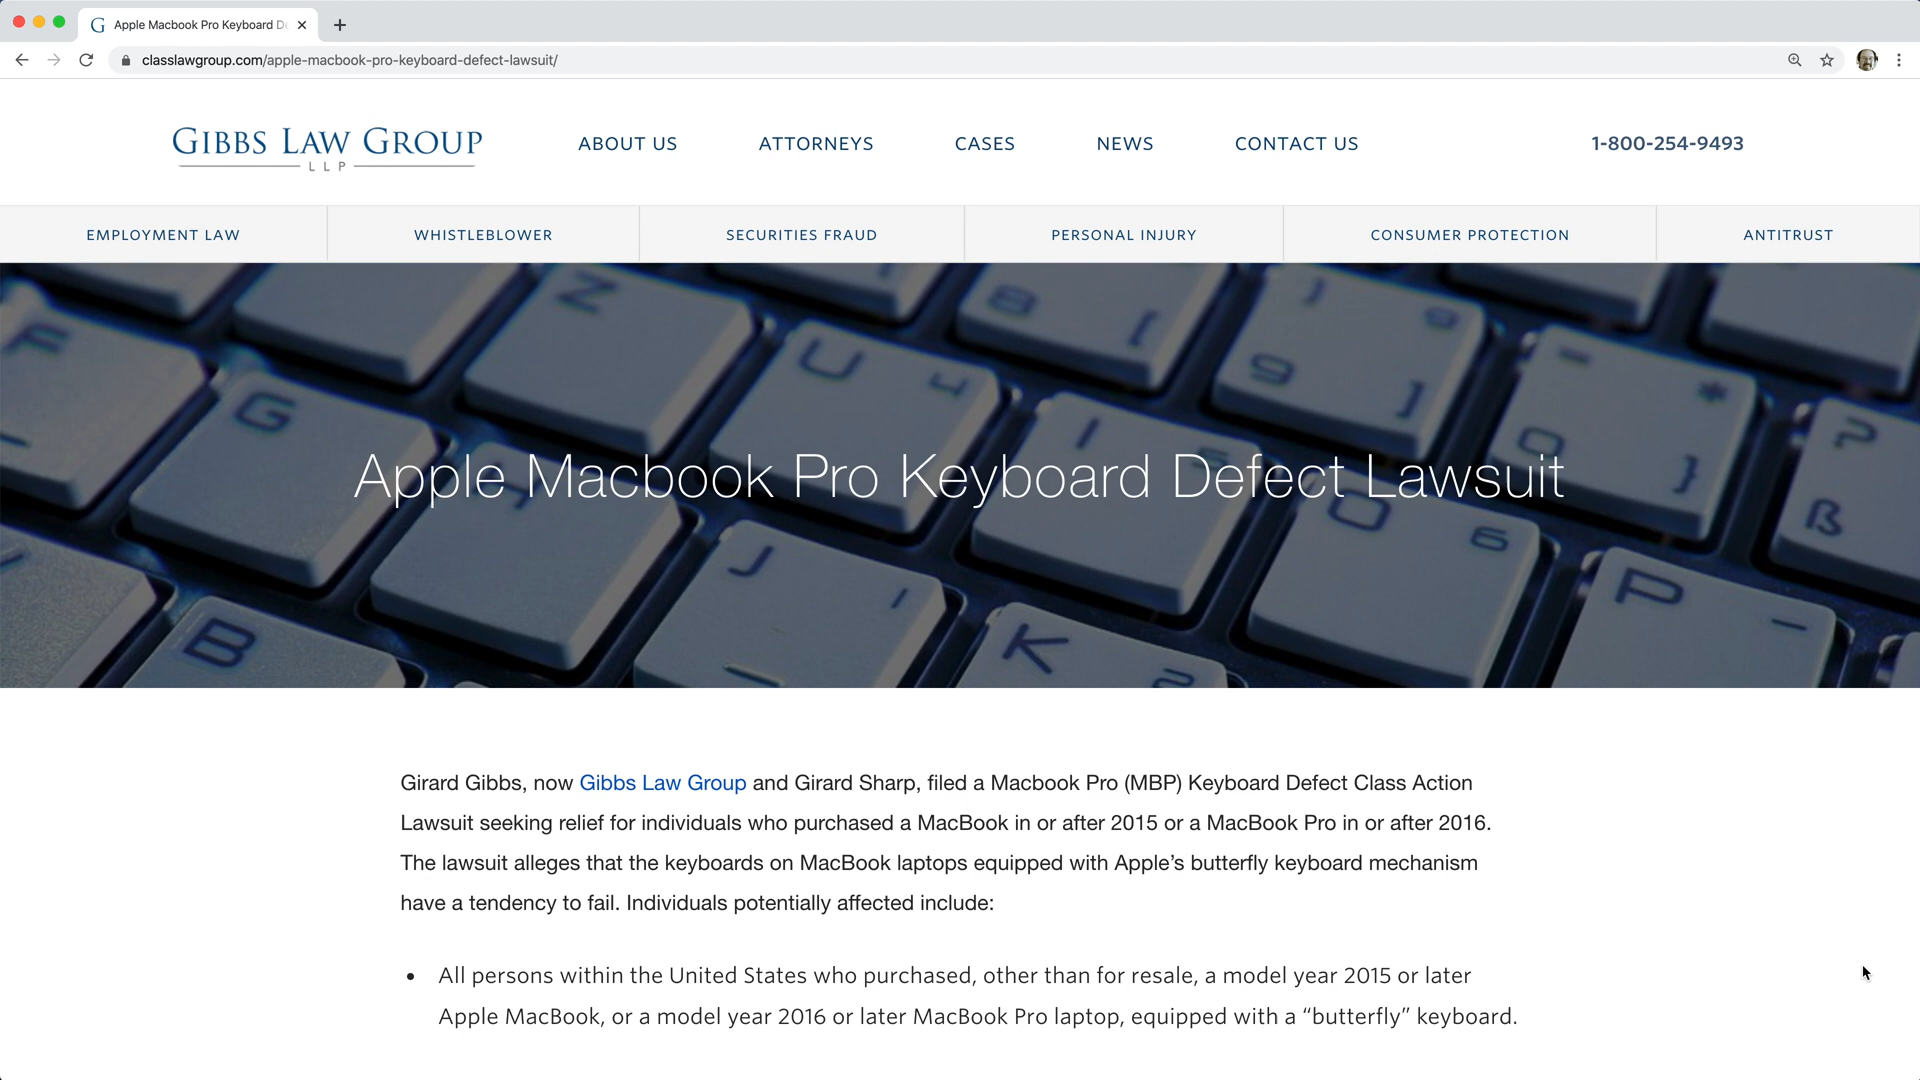 Apple Macbook Pro Keyboard De
classlawgroup.com/apple-macbook-pro-keyboard-defect-lawsuit/
GIBBS LAW GROUP
LLP
ABOUT US
ATTORNEYS
CASES
NEWS
CONTACT US
1-800-254-9493
EMPLOYMENT LAW
WHISTLEBLOWER
SECURITIES FRAUD
PERSONAL INJURY
CONSUMER PROTECTION
ANTITRUST
Apple Macbook Pro Keyboard Defect Lawsuit
Girard Gibbs, now Gibbs Law Group and Girard Sharp, filed a Macbook Pro (MBP) Keyboard Defect Class Action
Lawsuit seeking relief for individuals who purchased a MacBook in or after 2015 or a MacBook Pro in or after 2016.
The lawsuit alleges that the keyboards on MacBook laptops equipped with Apple’s butterfly keyboard mechanism
have a tendency to fail. Individuals potentially affected include:
• All persons within the United States who purchased, other than for resale, a model year 2015 or later
Apple MacBook, or a model year 2016 or later MacBook Pro laptop, equipped with a “butterfly” keyboard.